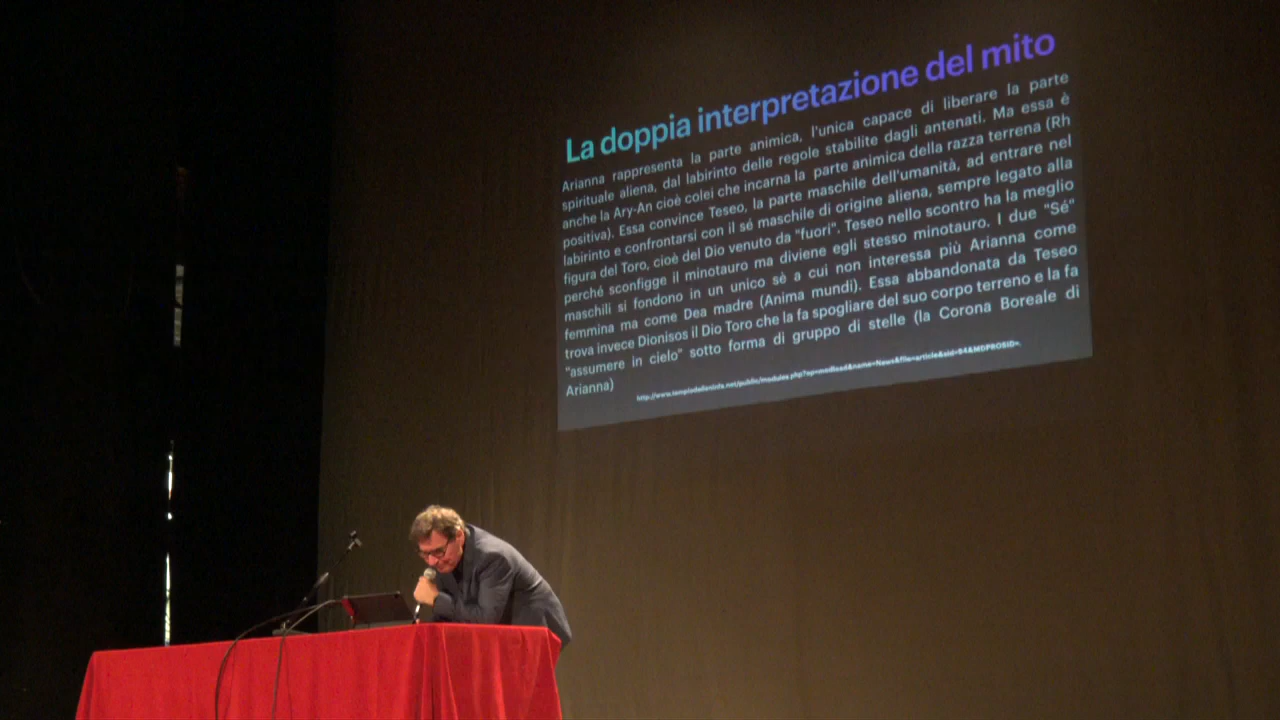 La doppia interpretazione del mito
Arianna rappresenta la parte animica, l'unica capace di liberare la parte
spirituale aliena, dal labirinto delle regole stabilite dagli antenati. Ma essa è
anche la Ary-An cioè colei che incarna la parte animica della razza terrena (Rh
positiva). Essa convince Teseo, la parte maschile dell'umanità, ad entrare nel
labirinto e confrontarsi con il sé maschile di origine aliena, sempre legato alla
figura del Toro, cioè del Dio venuto da "fuori". Teseo nello scontro ha la meglio
perché sconfigge il minotauro ma diviene egli stesso minotauro. I due "Sé"
maschili si fondono in un unico sè a cui non interessa più Arianna come
femmina ma come Dea madre (Anima mundi). Essa abbandonata da Teseo
trova invece Dionisos il Dio Toro che la fa spogliare del suo corpo terreno e la fa
"assumere in cielo" sotto forma di gruppo di stelle (la Corona Boreale di
Arianna)